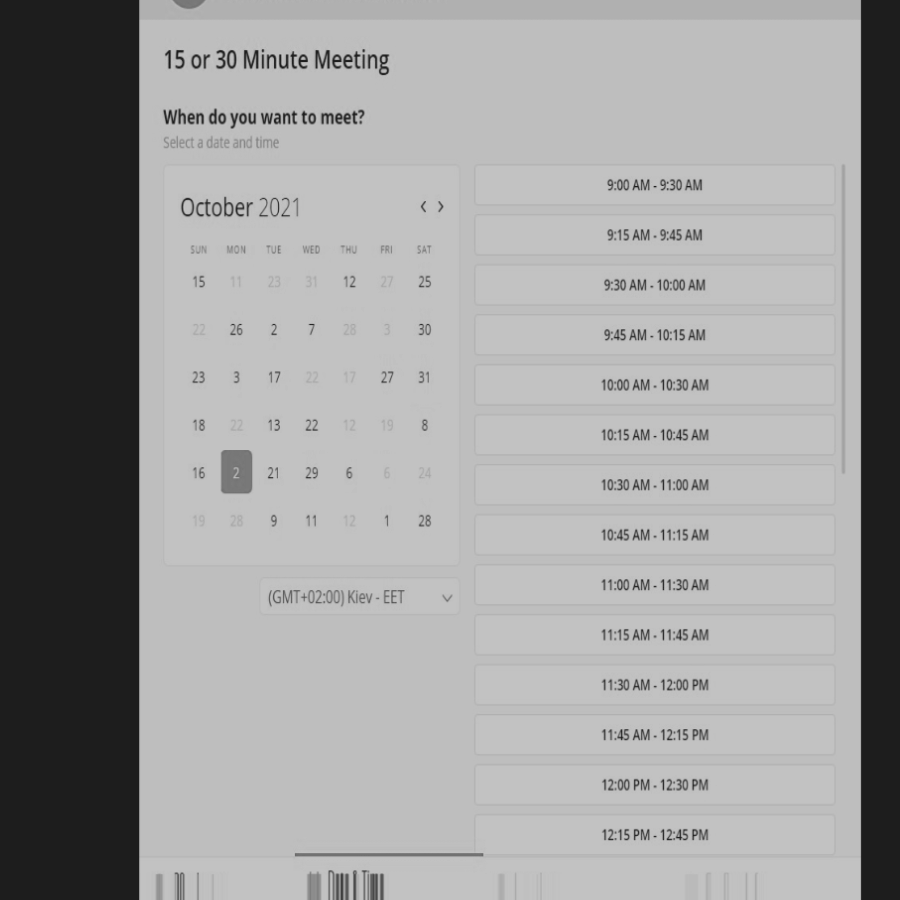 15 or 30 Minute Meeting
When do you want to meet?
Select a date and time
October 2021
‹ ›
SUN MON TUE WED THU FRI SAT
15 11 23 31 12 27 25
22 26 2 7 28 3 30
23 3 17 22 17 27 31
18 22 13 22 12 19 8
16 2 21 29 6 6 24
19 28 9 11 12 1 28
(GMT+02:00) Kiev - EET
9:00 AM - 9:30 AM
9:15 AM - 9:45 AM
9:30 AM - 10:00 AM
9:45 AM - 10:15 AM
10:00 AM - 10:30 AM
10:15 AM - 10:45 AM
10:30 AM - 11:00 AM
10:45 AM - 11:15 AM
11:00 AM - 11:30 AM
11:15 AM - 11:45 AM
11:30 AM - 12:00 PM
11:45 AM - 12:15 PM
12:00 PM - 12:30 PM
12:15 PM - 12:45 PM